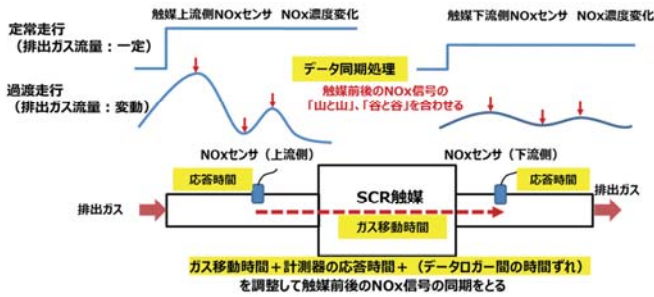 触媒上流側NOxセンサ NOx濃度変化
触媒下流側NOxセンサ NOx濃度変化
定常走行
(排出ガス流量:一定)
データ同期処理
過渡走行
(排出ガス流量:変動)
触媒前後のNOx信号の
「山と山」、「谷と谷」を合わせる
NOxセンサ(上流側)
NOxセンサ(下流側)
応答時間
応答時間
SCR触媒
排出ガス
排出ガス
ガス移動時間
ガス移動時間+計測器の応答時間+(データロガー間の時間ずれ)
を調整して触媒前後のNOx信号の同期をとる